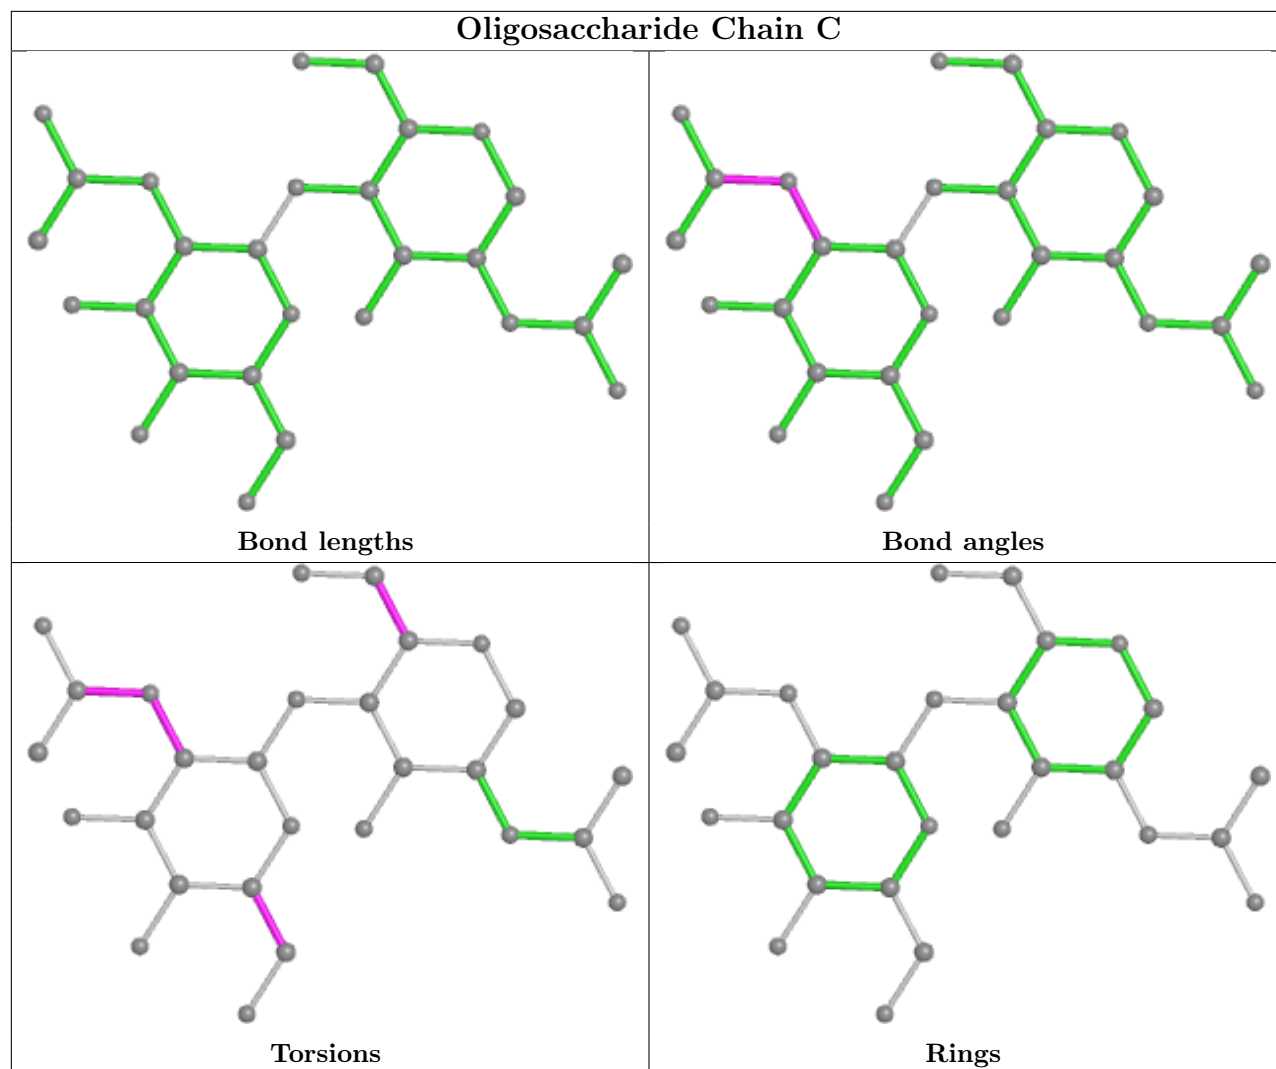 Oligosaccharide Chain C
Bond lengths
Bond angles
Torsions
Rings